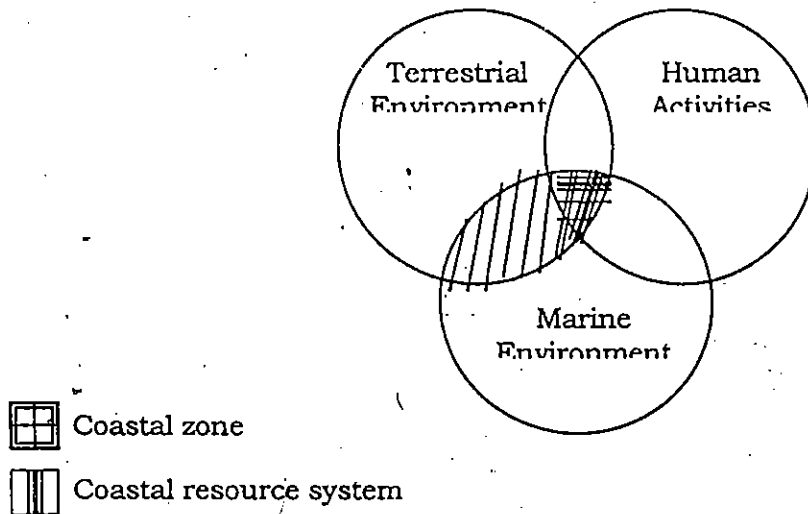 Terrestrial
Environment
Human
Activities
Marine
Environment
Coastal zone
Coastal resource system